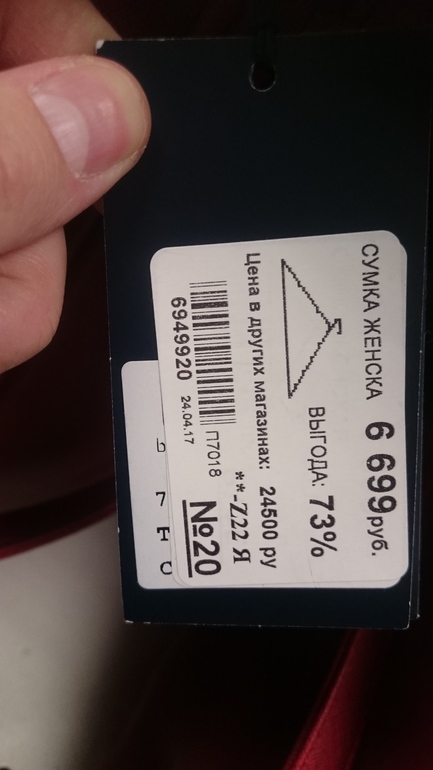 СУМКА ЖЕНСКА 6 699руб.
ВЫГОДА: 73%
Цена в других магазинах: 24500 ру
**-Z22 Я
П7018
6949920 24.04.17 №20